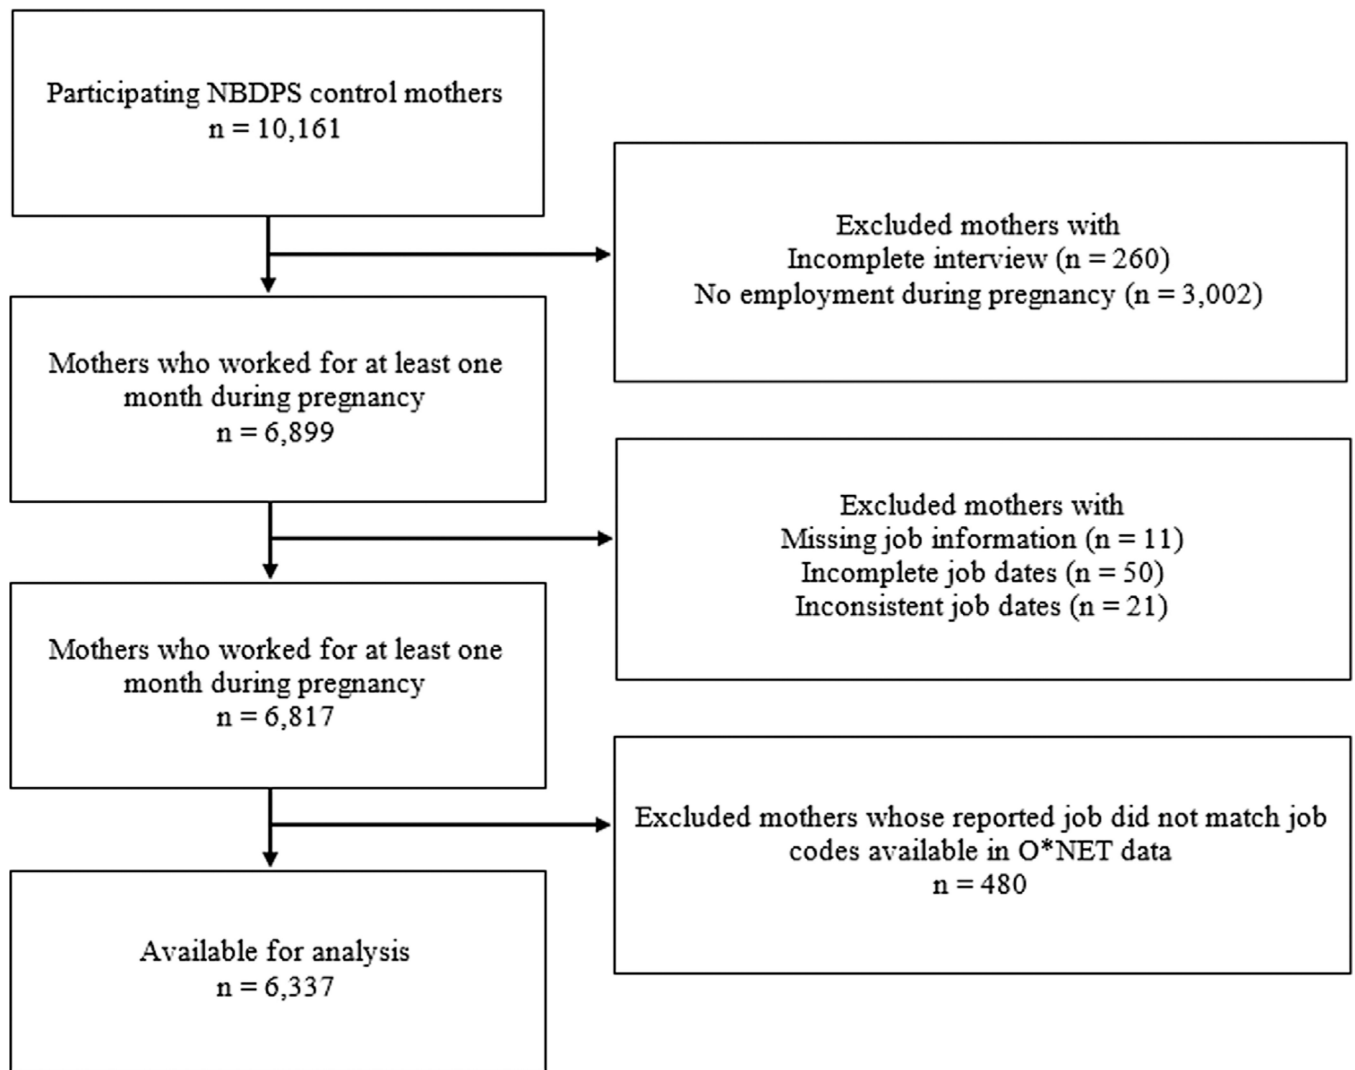 Participating NBDPS control mothers
n = 10,161
Excluded mothers with
Incomplete interview (n = 260)
No employment during pregnancy (n = 3,002)
Mothers who worked for at least one
month during pregnancy
n = 6,899
Excluded mothers with
Missing job information (n = 11)
Incomplete job dates (n = 50)
Inconsistent job dates (n = 21)
Mothers who worked for at least one
month during pregnancy
n = 6,817
Excluded mothers whose reported job did not match job
codes available in O*NET data
n = 480
Available for analysis
n = 6,337